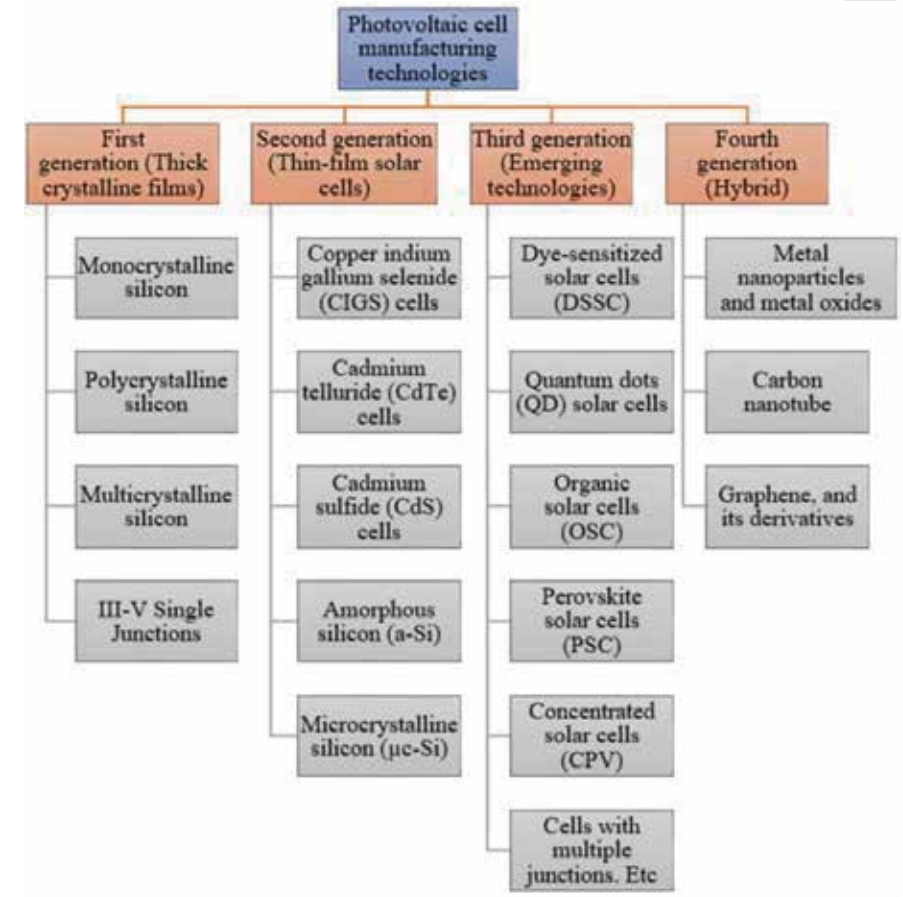 Photovoltaic cell
manufacturing
technologies
First
generation (Thick
crystalline films)
Second generation
(Thin-film solar
cells)
Third generation
(Emerging
technologies)
Fourth
generation
(Hybrid)
Monocrystalline
silicon
Polycrystalline
silicon
Multicrystalline
silicon
III-V Single
Junctions
Copper indium
gallium selenide
(CIGS) cells
Cadmium
telluride (CdTe)
cells
Cadmium
sulfide (CdS)
cells
Amorphous
silicon (a-Si)
Microcrystalline
silicon (µc-Si)
Dye-sensitized
solar cells
(DSSC)
Quantum dots
(QD) solar cells
Organic
solar cells
(OSC)
Perovskite
solar cells
(PSC)
Concentrated
solar cells
(CPV)
Cells with
multiple
junctions. Etc
Metal
nanoparticles
and metal oxides
Carbon
nanotube
Graphene, and
its derivatives